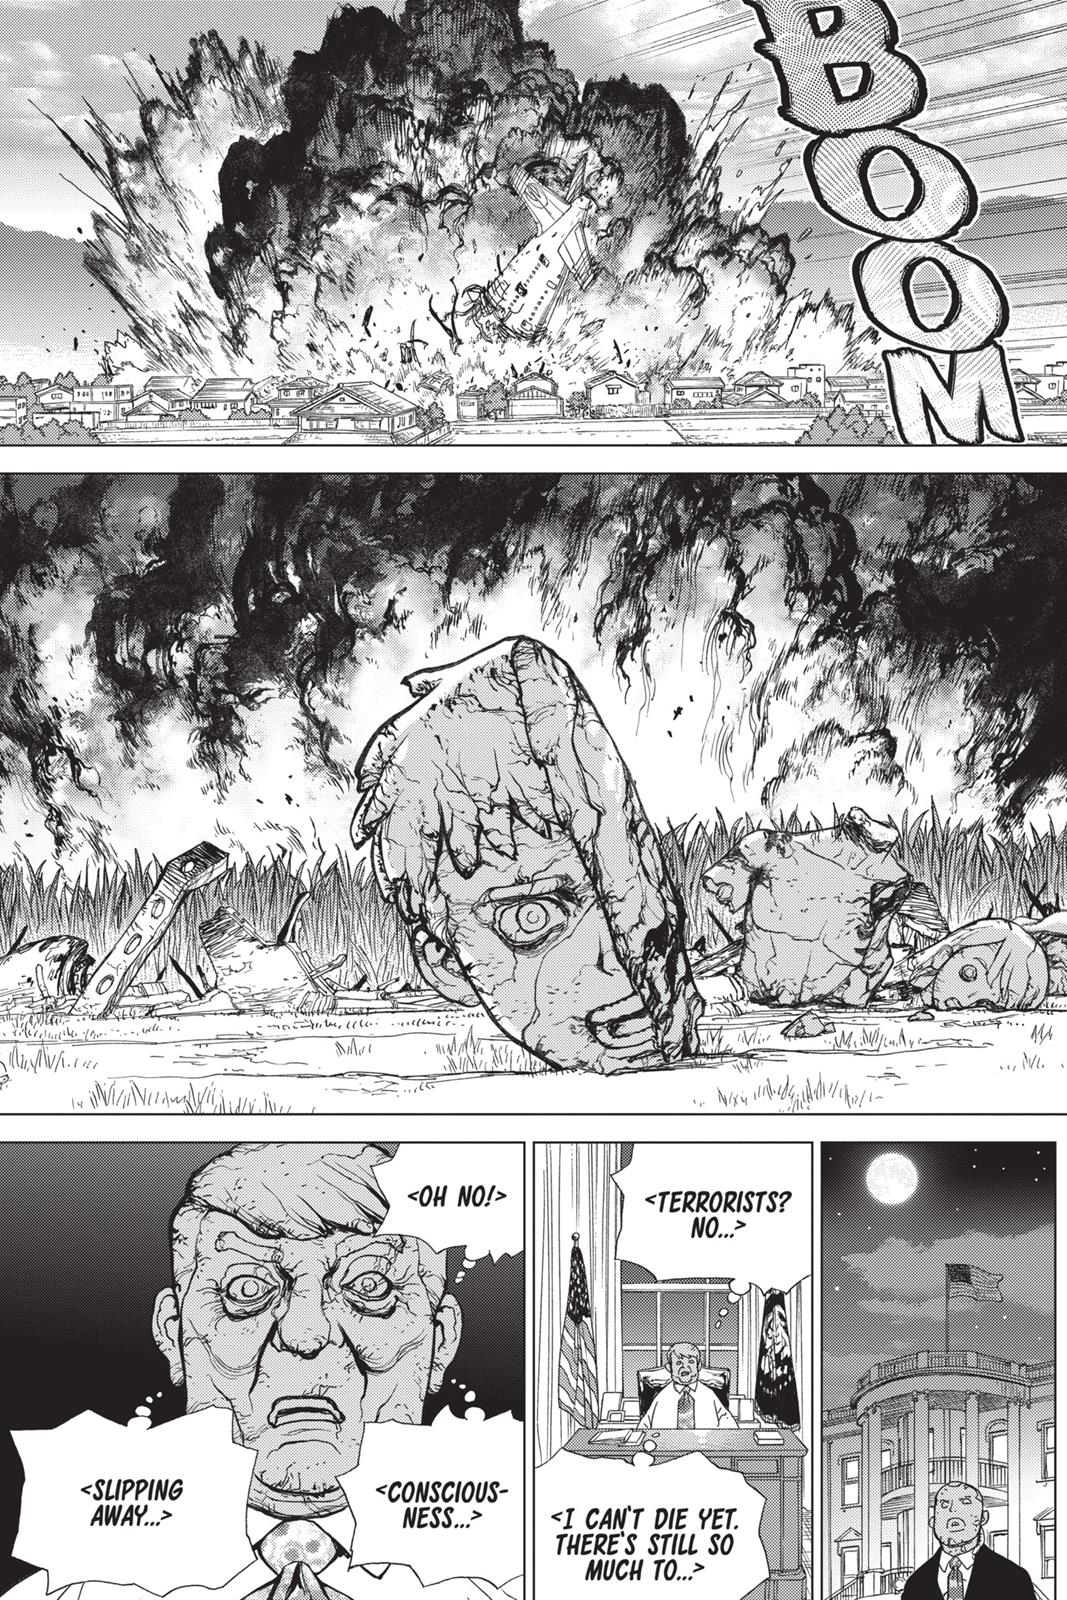 BOOM
<TERRORISTS?
NO...>
<I CAN'T DIE YET.
THERE'S STILL SO
MUCH TO...>
<OH NO!>
<CONSCIOUS-
NESS...>
<SLIPPING
AWAY...>